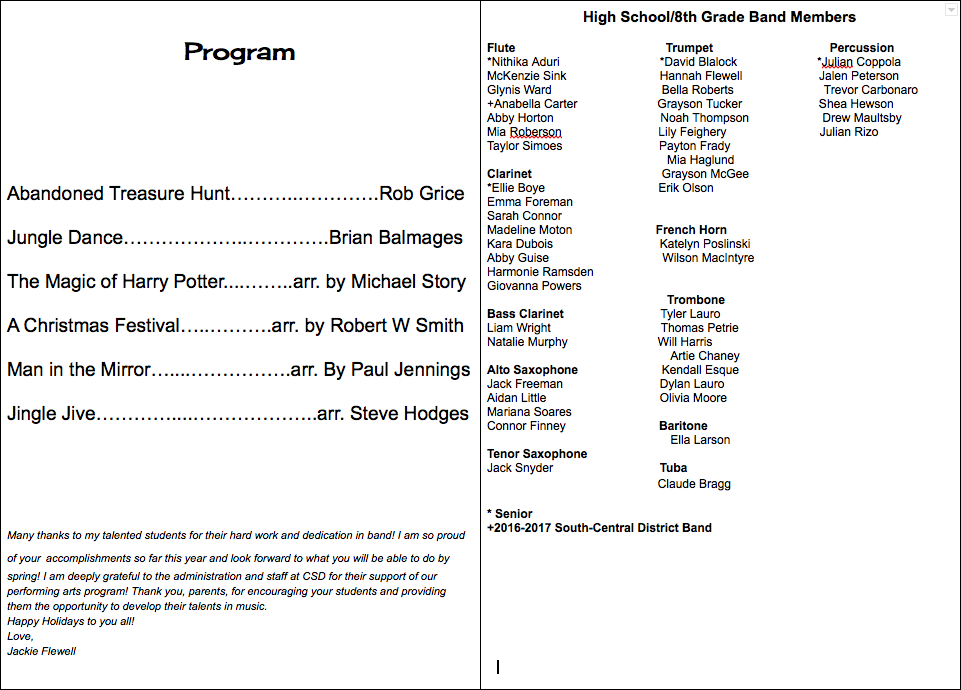 Program
Abandoned Treasure Hunt………...………….Rob Grice
Jungle Dance………………..………….Brian Balmages
The Magic of Harry Potter...………..arr. by Michael Story
A Christmas Festival…..………..arr. by Robert W Smith
Man in the Mirror…....…………….arr. By Paul Jennings
Jingle Jive…………....……………….arr. Steve Hodges
Many thanks to my talented students for their hard work and dedication in band! I am so proud
of your accomplishments so far this year and look forward to what you will be able to do by
spring! I am deeply grateful to the administration and staff at CSD for their support of our
performing arts program! Thank you, parents, for encouraging your students and providing
them the opportunity to develop their talents in music.
Happy Holidays to you all!
Love,
Jackie Flewell
High School/8th Grade Band Members
Flute
*Nithika Aduri
McKenzie Sink
Glynis Ward
+Anabella Carter
Abby Horton
Mia Roberson
Taylor Simoes
Clarinet
*Ellie Boye
Emma Foreman
Sarah Connor
Madeline Moton
Kara Dubois
Abby Guise
Harmonie Ramsden
Giovanna Powers
Bass Clarinet
Liam Wright
Natalie Murphy
Alto Saxophone
Jack Freeman
Aidan Little
Mariana Soares
Connor Finney
Tenor Saxophone
Jack Snyder
Trumpet
*David Blalock
Hannah Flewell
Bella Roberts
Grayson Tucker
Noah Thompson
Lily Feighery
Payton Frady
Mia Haglund
Grayson McGee
Erik Olson
French Horn
Katelyn Poslinski
Wilson MacIntyre
Trombone
Tyler Lauro
Thomas Petrie
Will Harris
Artie Chaney
Kendall Esque
Dylan Lauro
Olivia Moore
Baritone
Ella Larson
Tuba
Claude Bragg
Percussion
*Julian Coppola
Jalen Peterson
Trevor Carbonaro
Shea Hewson
Drew Maultsby
Julian Rizo
* Senior
+2016-2017 South-Central District Band